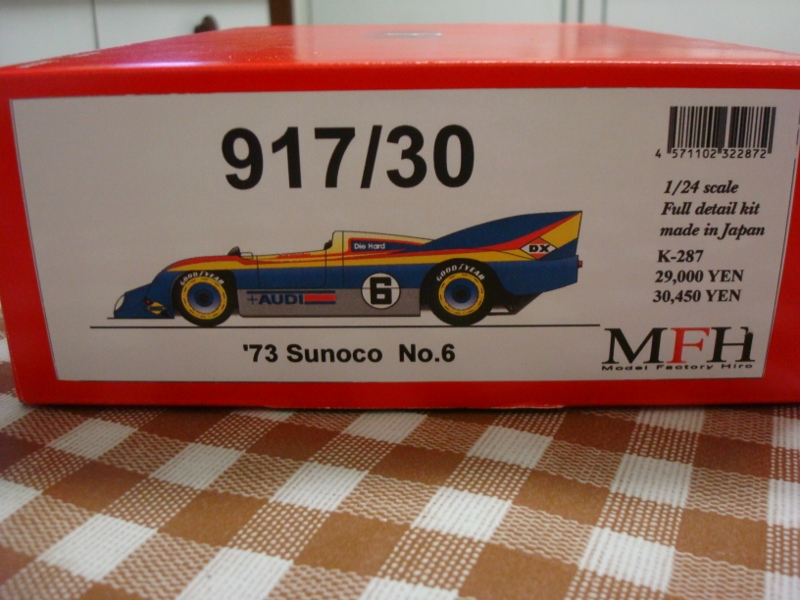 917/30
4 571102 322872
1/24 scale
Full detail kit
made in Japan
K-287
29,000 YEN
30,450 YEN
Die Hard
DX
GOOD/YEAR
GOOD/YEAR
+AUDI
6
'73 Sunoco No.6
MFH
Model Factory Hiro